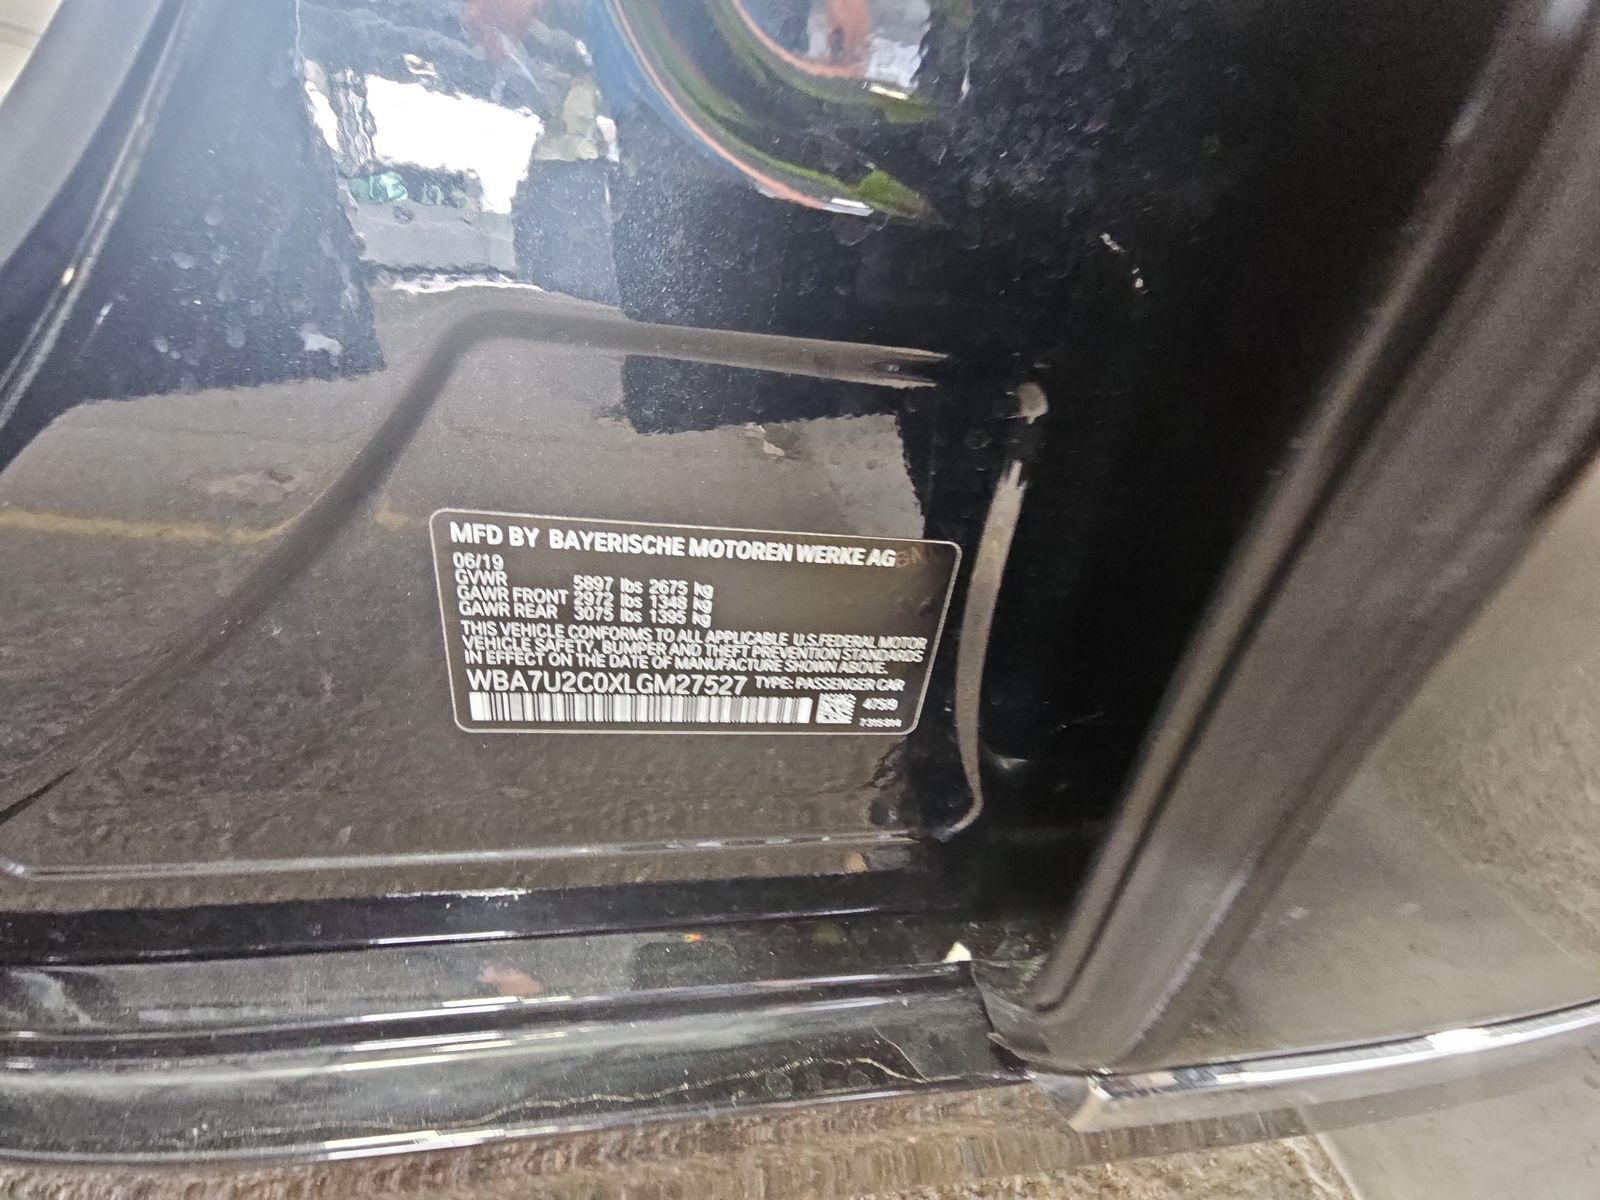 MFD BY BAYERISCHE MOTOREN WERKE AG
06/19
GVWR 5897 lbs 2675 kg
GAWR FRONT 2972 lbs 1348 kg
GAWR REAR 3075 lbs 1395 kg
THIS VEHICLE CONFORMS TO ALL APPLICABLE U.S.FEDERAL MOTOR
VEHICLE SAFETY, BUMPER AND THEFT PREVENTION STANDARDS
IN EFFECT ON THE DATE OF MANUFACTURE SHOWN ABOVE.
WBA7U2C0XLGM27527 TYPE: PASSENGER CAR